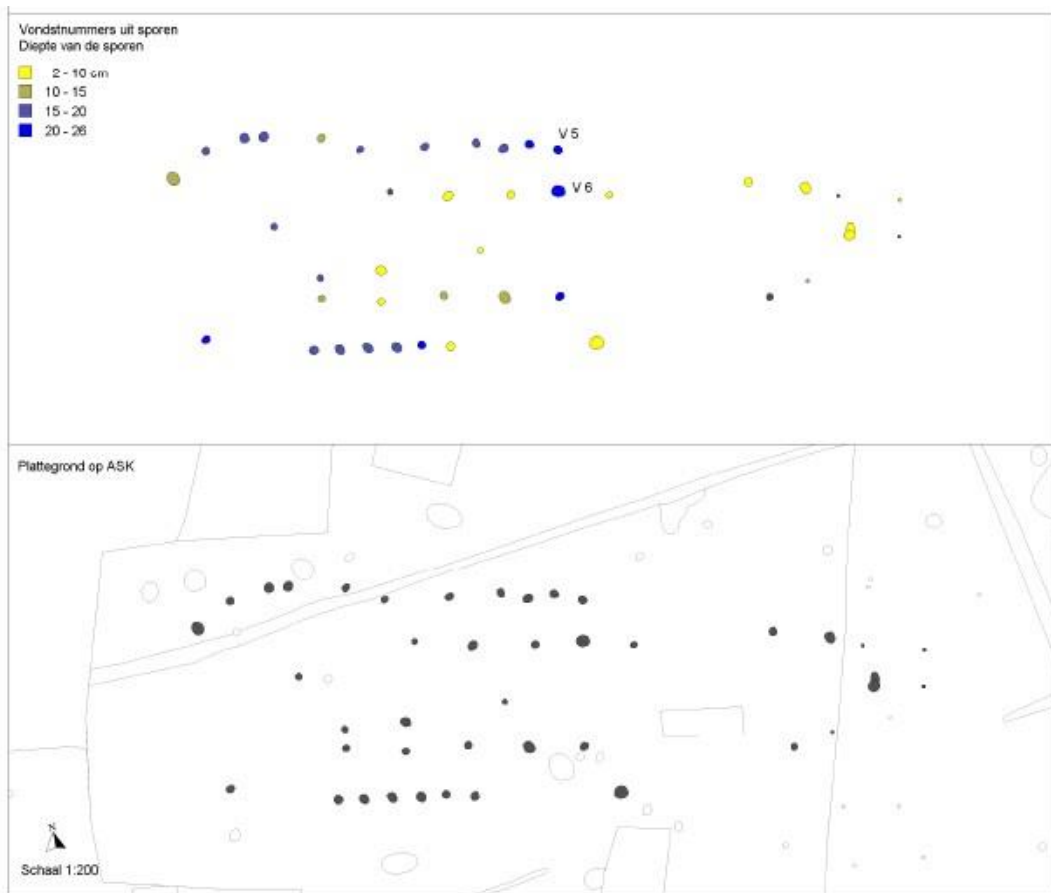 Vondstnummers uit sporen
Diepte van de sporen
2 - 10 cm
10 - 15
15 - 20
20 - 26
V 5
V 6
Plattegrond op ASK
N
Schaal 1:200